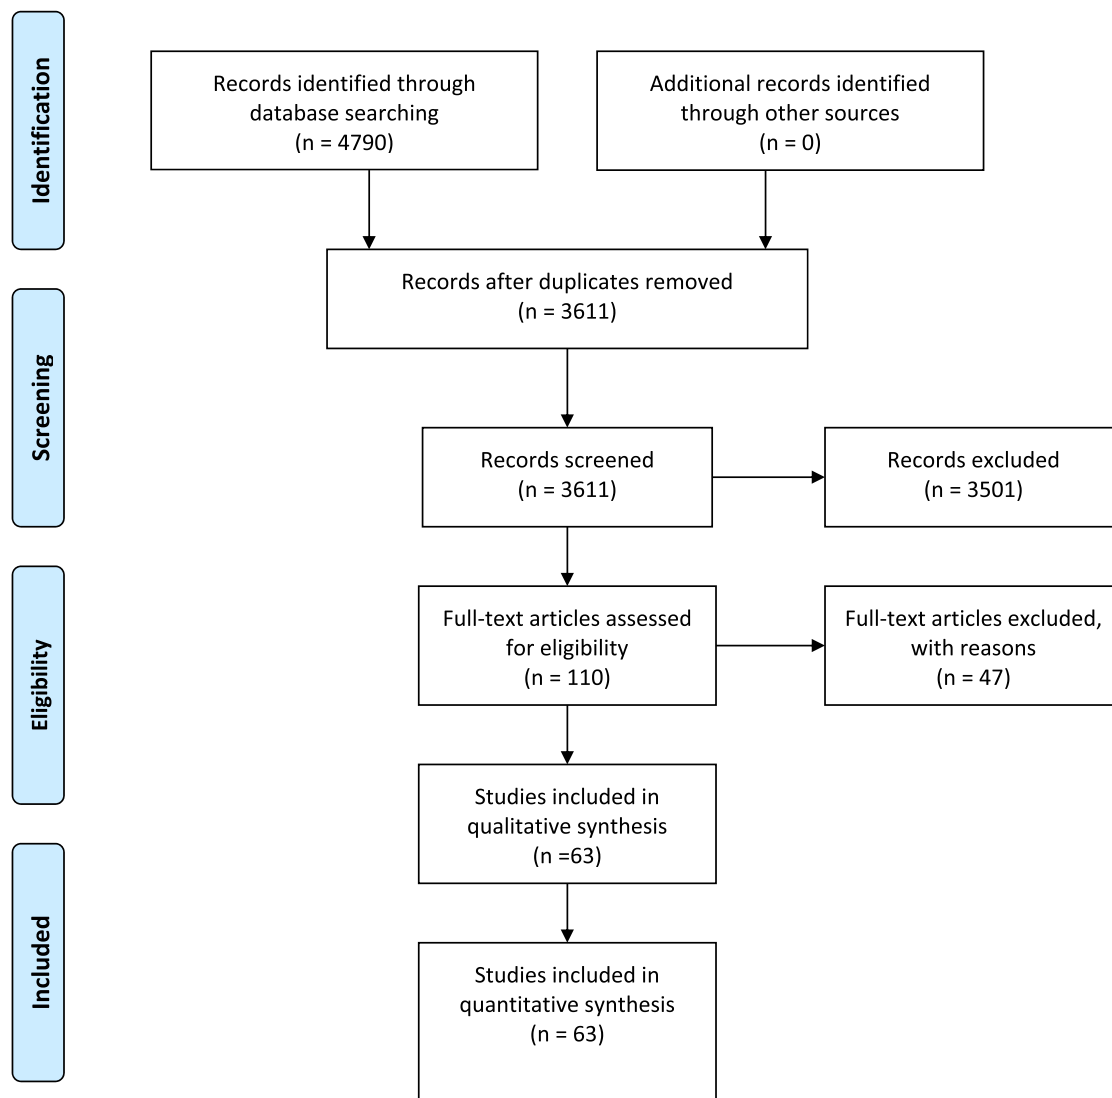 Identification
Records identified through
database searching
(n = 4790)
Additional records identified
through other sources
(n = 0)
Records after duplicates removed
(n = 3611)
Screening
Records screened
(n = 3611)
Records excluded
(n = 3501)
Eligibility
Full-text articles assessed
for eligibility
(n = 110)
Full-text articles excluded,
with reasons
(n = 47)
Studies included in
qualitative synthesis
(n =63)
Included
Studies included in
quantitative synthesis
(n = 63)